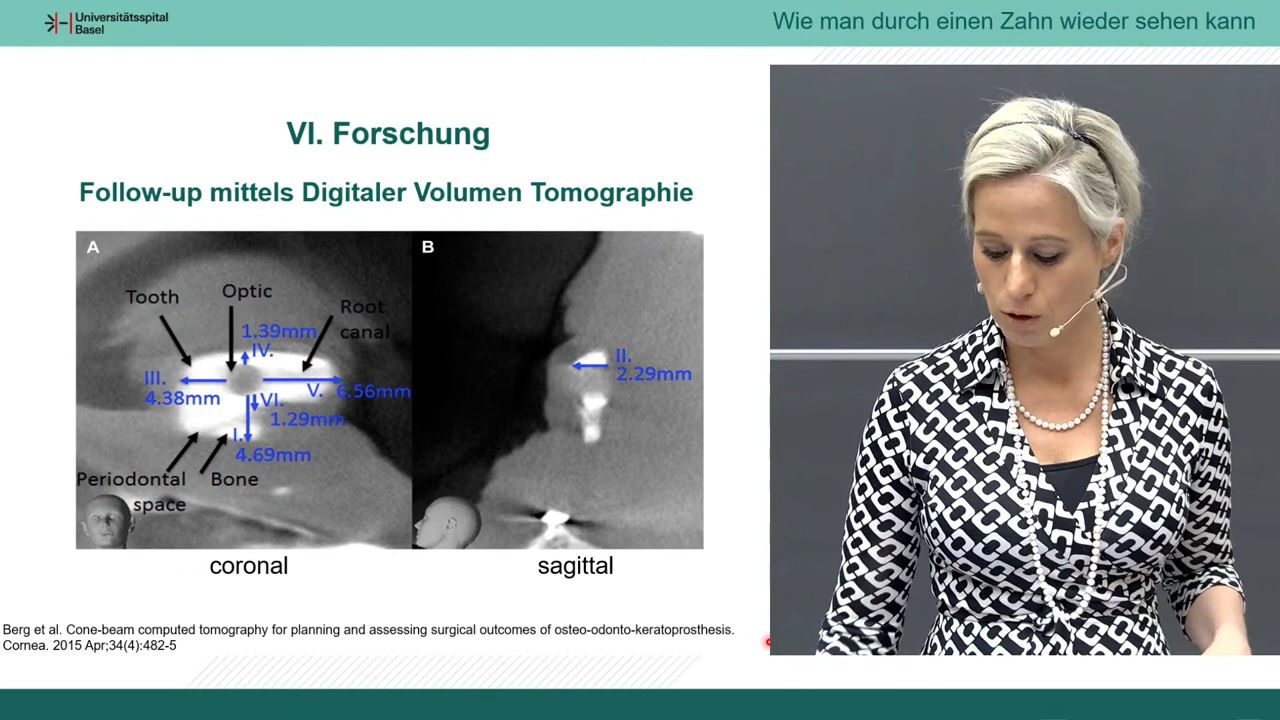 Universitätsspital
Basel
Wie man durch einen Zahn wieder sehen kann
VI. Forschung
Follow-up mittels Digitaler Volumen Tomographie
A
B
Tooth
Optic
Root
canal
1.39mm
IV.
II.
2.29mm
III.
4.38mm
V.
6.56mm
VI.
1.29mm
I.
4.69mm
Periodontal
space
Bone
coronal
sagittal
Berg et al. Cone-beam computed tomography for planning and assessing surgical outcomes of osteo-odonto-keratoprosthesis.
Cornea. 2015 Apr;34(4):482-5